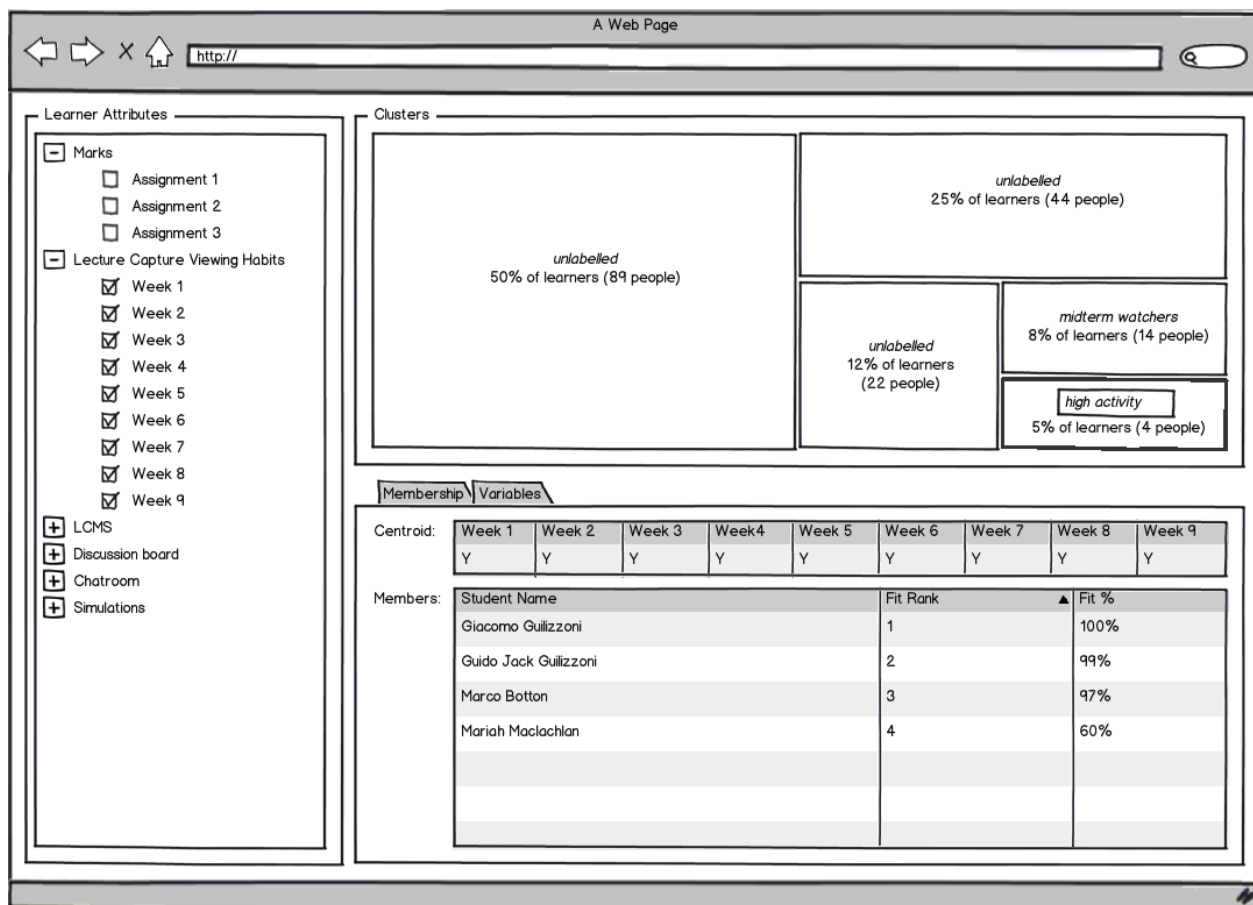 A Web Page
http://
Learner Attributes
Marks
Assignment 1
Assignment 2
Assignment 3
Lecture Capture Viewing Habits
Week 1
Week 2
Week 3
Week 4
Week 5
Week 6
Week 7
Week 8
Week 9
LCMS
Discussion board
Chatroom
Simulations
Clusters
unlabelled
50% of learners (89 people)
unlabelled
25% of learners (44 people)
unlabelled
12% of learners
(22 people)
midterm watchers
8% of learners (14 people)
high activity
5% of learners (4 people)
Membership Variables
Centroid: Week 1 Week 2 Week 3 Week4 Week 5 Week 6 Week 7 Week 8 Week 9
Y Y Y Y Y Y Y Y Y
Members: Student Name Fit Rank Fit %
Giacomo Guilizzoni 1 100%
Guido Jack Guilizzoni 2 99%
Marco Botton 3 97%
Mariah Maclachlan 4 60%